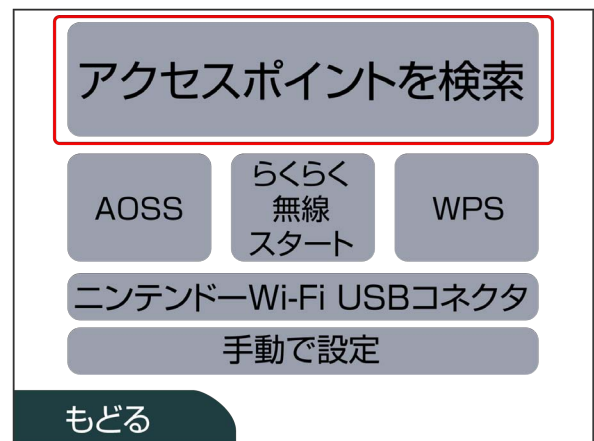 アクセスポイントを検索
AOSS
らくらく
無線
スタート
WPS
ニンテンドーWi-Fi USBコネクタ
手動で設定
もどる